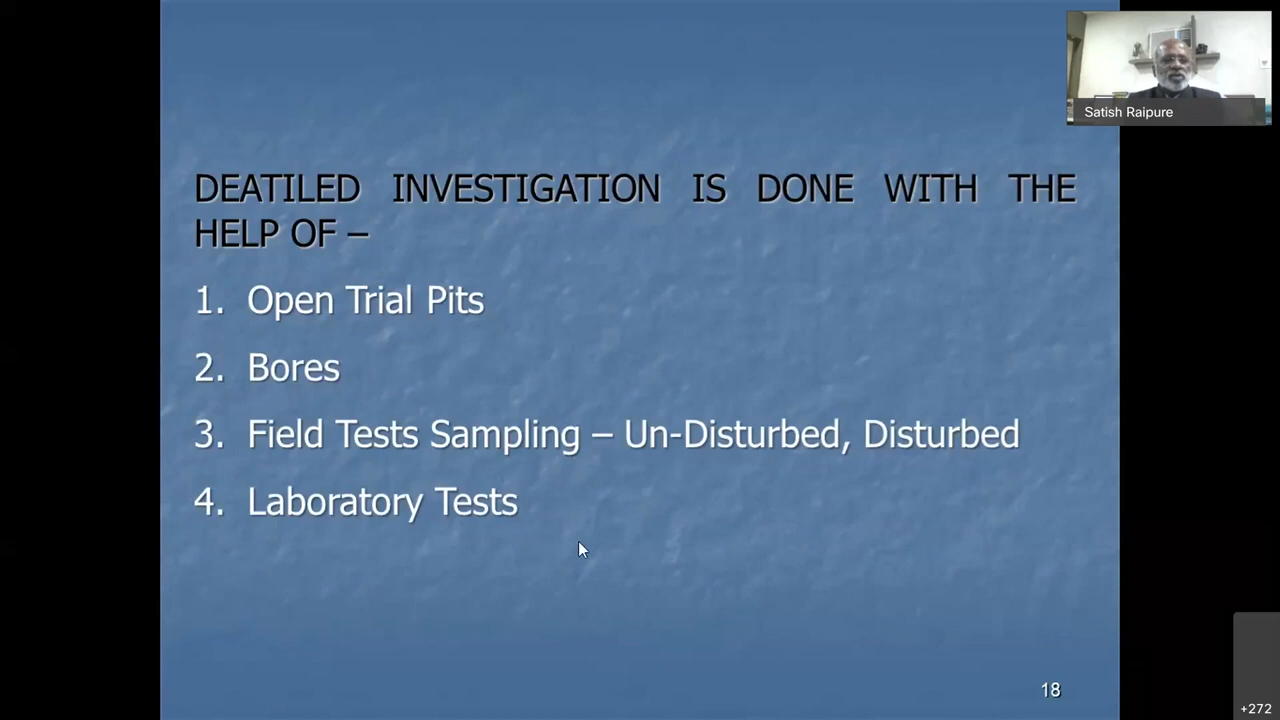 Satish Raipure
DEATILED INVESTIGATION IS DONE WITH THE
HELP OF –
1. Open Trial Pits
2. Bores
3. Field Tests Sampling – Un-Disturbed, Disturbed
4. Laboratory Tests
18
+272